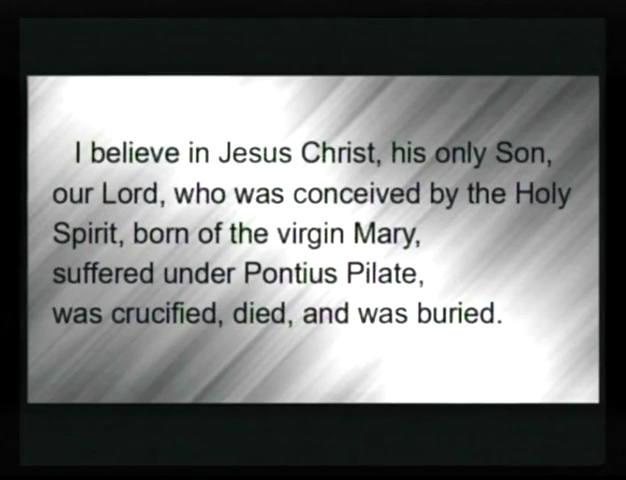 I believe in Jesus Christ, his only Son,
our Lord, who was conceived by the Holy
Spirit, born of the virgin Mary,
suffered under Pontius Pilate,
was crucified, died, and was buried.